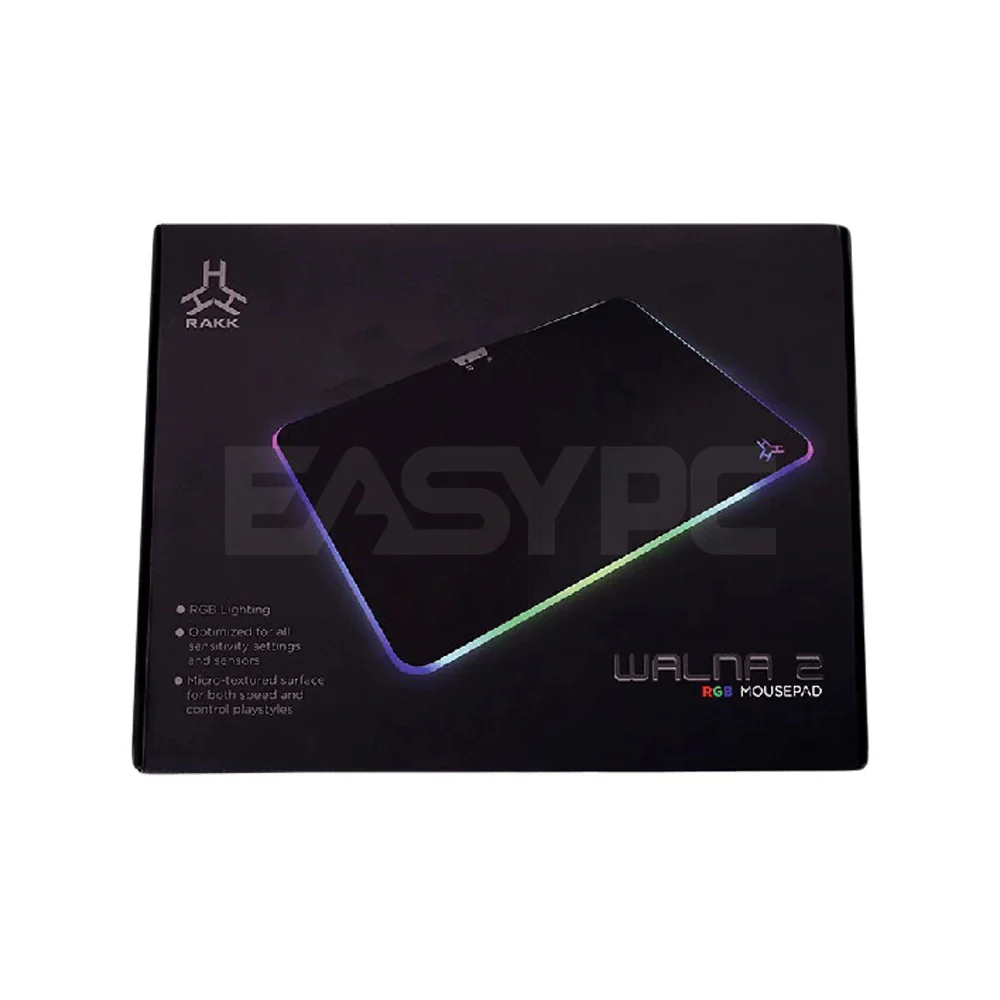 RAKK
EASYPC
RGB Lighting
Optimized for all
sensitivity settings
and sensors
Micro-textured surface
for both speed and
control playstyles
WALNA 2
RGB MOUSEPAD